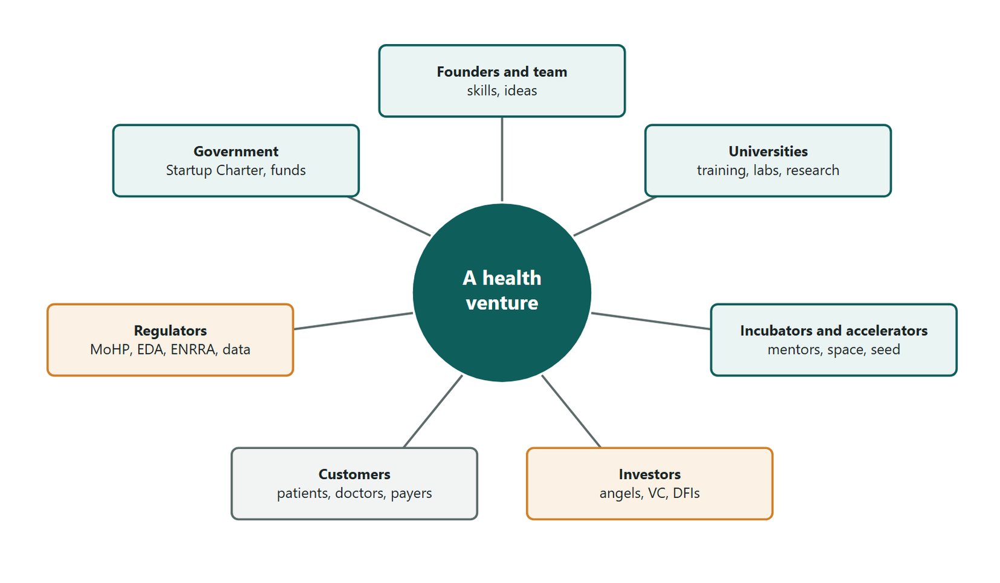 Founders and team
skills, ideas
Government
Startup Charter, funds
Universities
training, labs, research
A health
venture
Regulators
MoHP, EDA, ENRRA, data
Incubators and accelerators
mentors, space, seed
Customers
patients, doctors, payers
Investors
angels, VC, DFIs